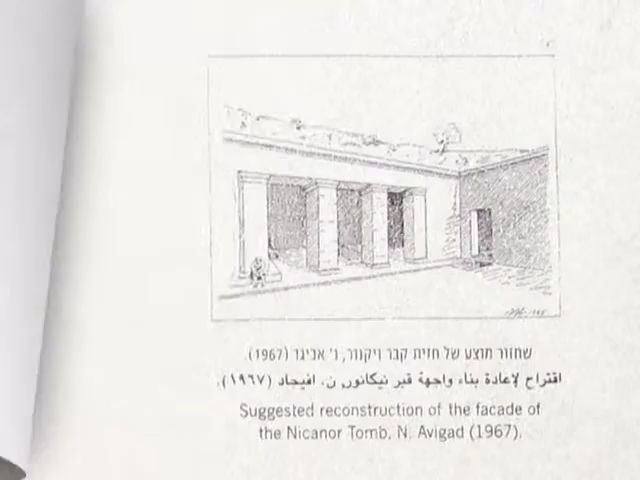 שחזור מוצע של חזית קבר ניקנור, נ' אביגד (1967).
اقتراح لإعادة بناء واجهة قبر نيكانور, ن. افيجاد (١٩٦٧).
Suggested reconstruction of the facade of
the Nicanor Tomb, N. Avigad (1967).